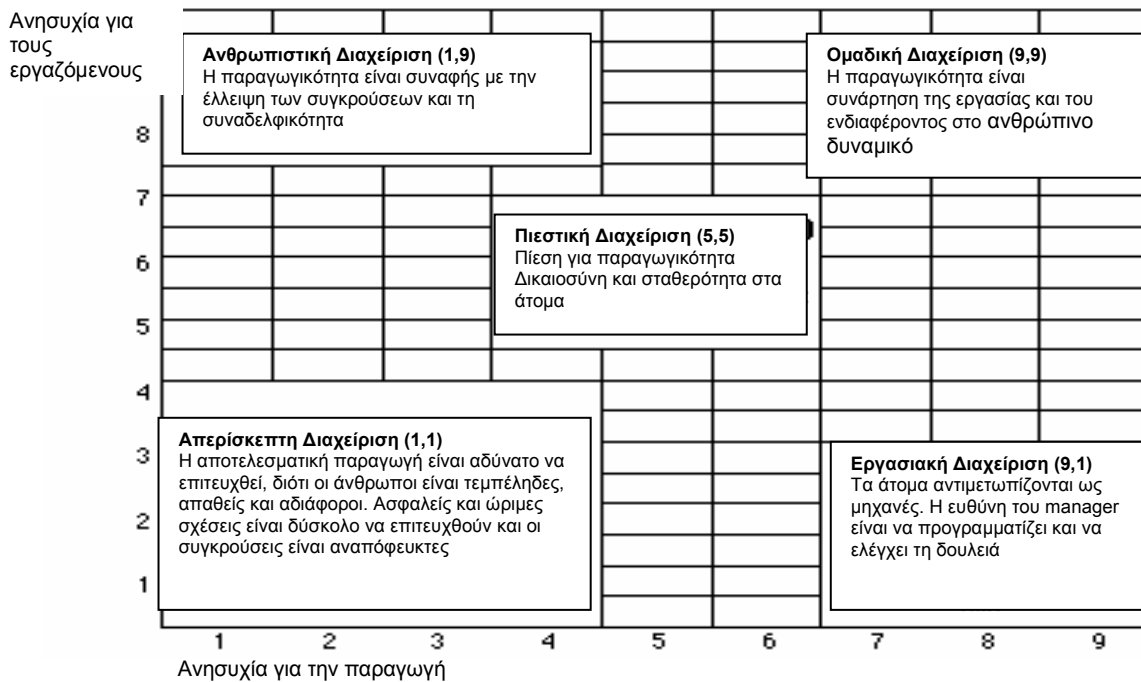 Ανησυχία για
τους
εργαζόμενους
Ανθρωπιστική Διαχείριση (1,9)
Η παραγωγικότητα είναι συναφής με την
έλλειψη των συγκρούσεων και τη
συναδελφικότητα
Ομαδική Διαχείριση (9,9)
Η παραγωγικότητα είναι
συνάρτηση της εργασίας και του
ενδιαφέροντος στο ανθρώπινο
δυναμικό
8
7
Πιεστική Διαχείριση (5,5)
Πίεση για παραγωγικότητα
Δικαιοσύνη και σταθερότητα στα
άτομα
6
5
4
Απερίσκεπτη Διαχείριση (1,1)
Η αποτελεσματική παραγωγή είναι αδύνατο να
επιτευχθεί, διότι οι άνθρωποι είναι τεμπέληδες,
απαθείς και αδιάφοροι. Ασφαλείς και ώριμες
σχέσεις είναι δύσκολο να επιτευχθούν και οι
συγκρούσεις είναι αναπόφευκτες
Εργασιακή Διαχείριση (9,1)
Τα άτομα αντιμετωπίζονται ως
μηχανές. Η ευθύνη του manager
είναι να προγραμματίζει και να
ελέγχει τη δουλειά
3
2
1
1 2 3 4 5 6 7 8 9
Ανησυχία για την παραγωγή